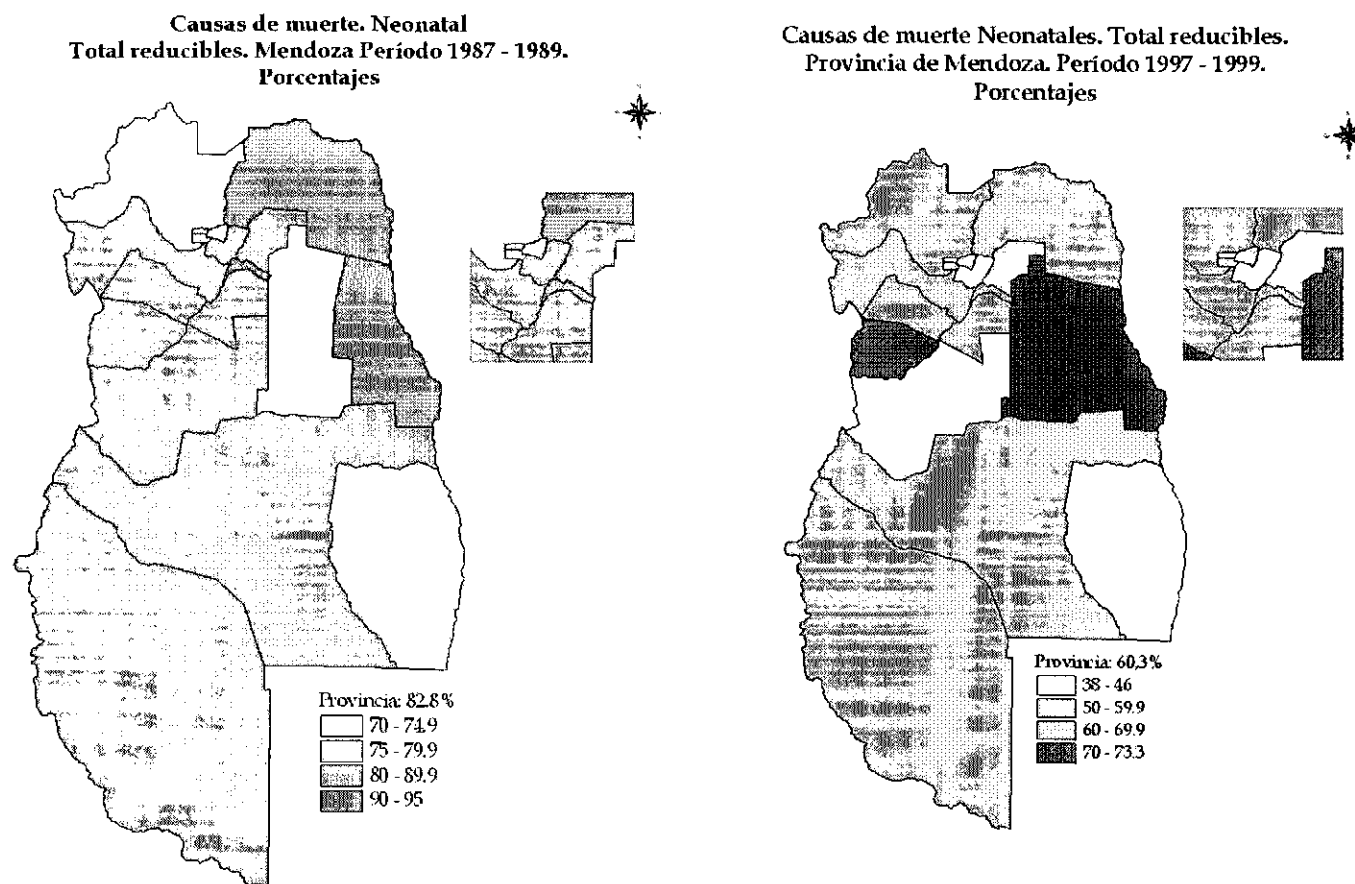 Causas de muerte. Neonatal
Total reducibles. Mendoza Período 1987 - 1989.
Porcentajes
Provincia: 82.8%
70 - 74.9
75 - 79.9
80 - 89.9
90 - 95
Causas de muerte Neonatales. Total reducibles.
Provincia de Mendoza. Período 1997 - 1999.
Porcentajes
Provincia: 60,3%
38 - 46
50 - 59.9
60 - 69.9
70 - 73.3